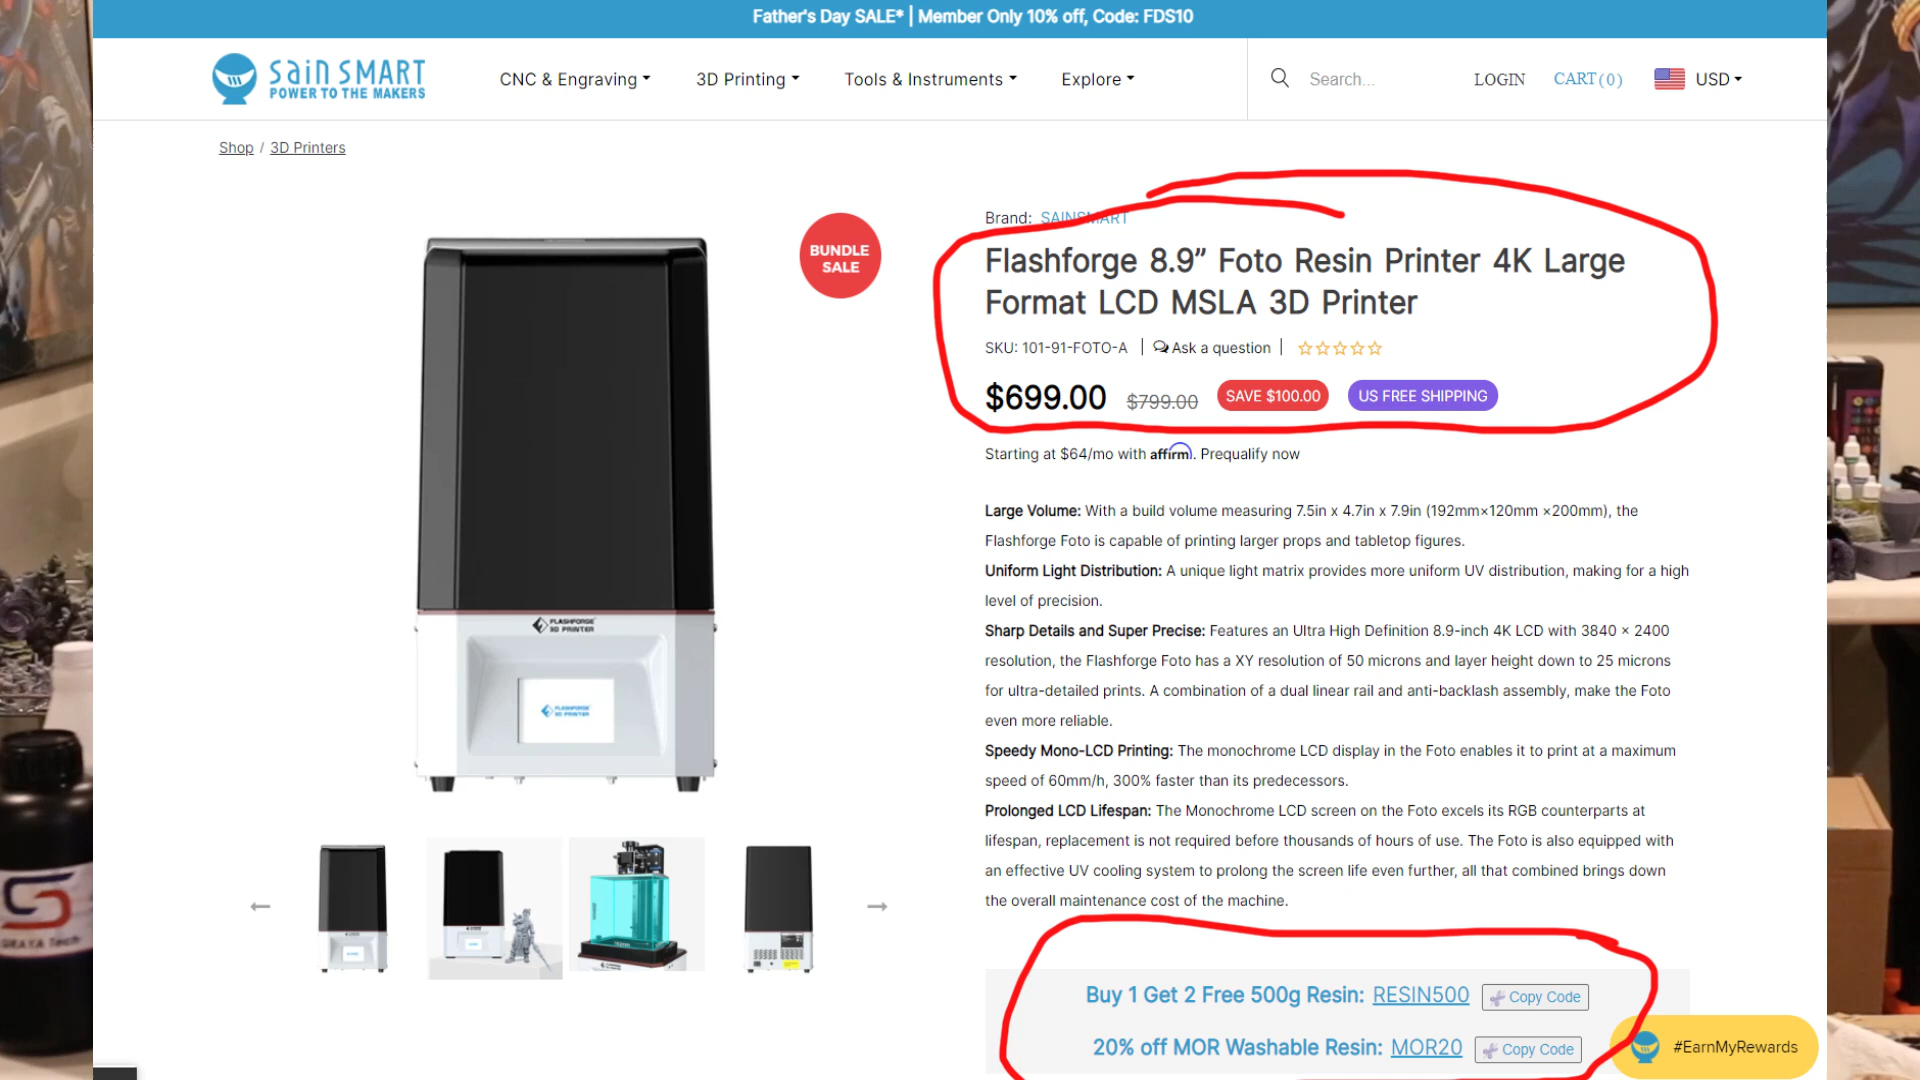 Father's Day SALE* | Member Only 10% off, Code: FDS10
SainSMART
POWER TO THE MAKERS
CNC & Engraving
3D Printing
Tools & Instruments
Explore
Search...
LOGIN
CART(0)
USD
Shop / 3D Printers
BUNDLE
SALE
Brand: SAINSMART
Flashforge 8.9” Foto Resin Printer 4K Large
Format LCD MSLA 3D Printer
SKU: 101-91-FOTO-A | Ask a question |
$699.00 $799.00 SAVE $100.00 US FREE SHIPPING
Starting at $64/mo with affirm. Prequalify now
Large Volume: With a build volume measuring 7.5in x 4.7in x 7.9in (192mm×120mm ×200mm), the
Flashforge Foto is capable of printing larger props and tabletop figures.
Uniform Light Distribution: A unique light matrix provides more uniform UV distribution, making for a high
level of precision.
Sharp Details and Super Precise: Features an Ultra High Definition 8.9-inch 4K LCD with 3840 × 2400
resolution, the Flashforge Foto has a XY resolution of 50 microns and layer height down to 25 microns
for ultra-detailed prints. A combination of a dual linear rail and anti-backlash assembly, make the Foto
even more reliable.
Speedy Mono-LCD Printing: The monochrome LCD display in the Foto enables it to print at a maximum
speed of 60mm/h, 300% faster than its predecessors.
Prolonged LCD Lifespan: The Monochrome LCD screen on the Foto excels its RGB counterparts at
lifespan, replacement is not required before thousands of hours of use. The Foto is also equipped with
an effective UV cooling system to prolong the screen life even further, all that combined brings down
the overall maintenance cost of the machine.
Buy 1 Get 2 Free 500g Resin: RESIN500 Copy Code
20% off MOR Washable Resin: MOR20 Copy Code
#EarnMyRewards
FLASHFORGE
3D PRINTER
FLASHFORGE
3D PRINTER